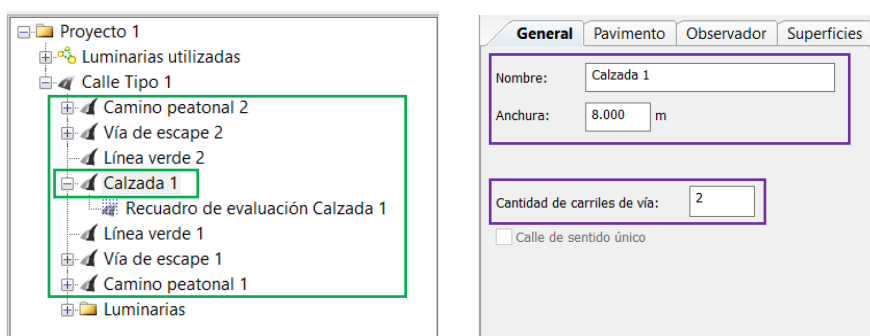 Proyecto 1
Luminarias utilizadas
Calle Tipo 1
Camino peatonal 2
Vía de escape 2
Línea verde 2
Calzada 1
Recuadro de evaluación Calzada 1
Línea verde 1
Vía de escape 1
Camino peatonal 1
Luminarias
General Pavimento Observador Superficies
Nombre: Calzada 1
Anchura: 8.000 m
Cantidad de carriles de vía: 2
Calle de sentido único